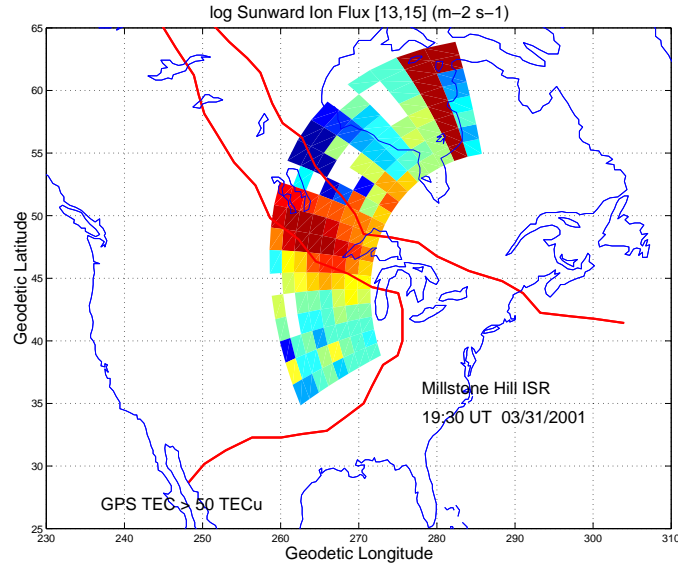 log Sunward Ion Flux [13,15] (m−2 s−1)
65
60
55
50
45
40
35
30
25
Geodetic Latitude
Millstone Hill ISR
19:30 UT 03/31/2001
GPS TEC > 50 TECu
230 240 250 260 270 280 290 300 310
Geodetic Longitude